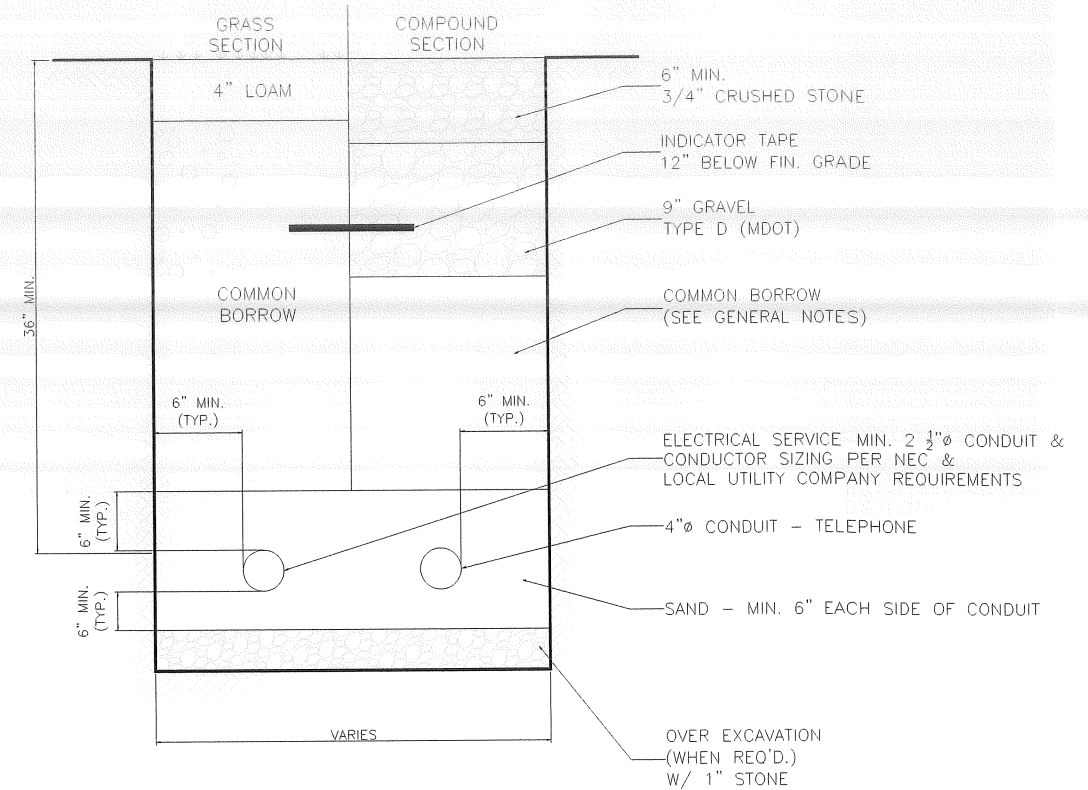 GRASS
SECTION
COMPOUND
SECTION
4" LOAM
6" MIN.
3/4" CRUSHED STONE
INDICATOR TAPE
12" BELOW FIN. GRADE
9" GRAVEL
TYPE D (MDOT)
36" MIN.
COMMON
BORROW
COMMON BORROW
(SEE GENERAL NOTES)
6" MIN.
(TYP.)
6" MIN.
(TYP.)
ELECTRICAL SERVICE MIN. 2 ½"ø CONDUIT &
CONDUCTOR SIZING PER NEC &
LOCAL UTILITY COMPANY REQUIREMENTS
6" MIN.
(TYP.)
4"ø CONDUIT - TELEPHONE
6" MIN.
(TYP.)
SAND - MIN. 6" EACH SIDE OF CONDUIT
VARIES
OVER EXCAVATION
(WHEN REQ'D.)
W/ 1" STONE